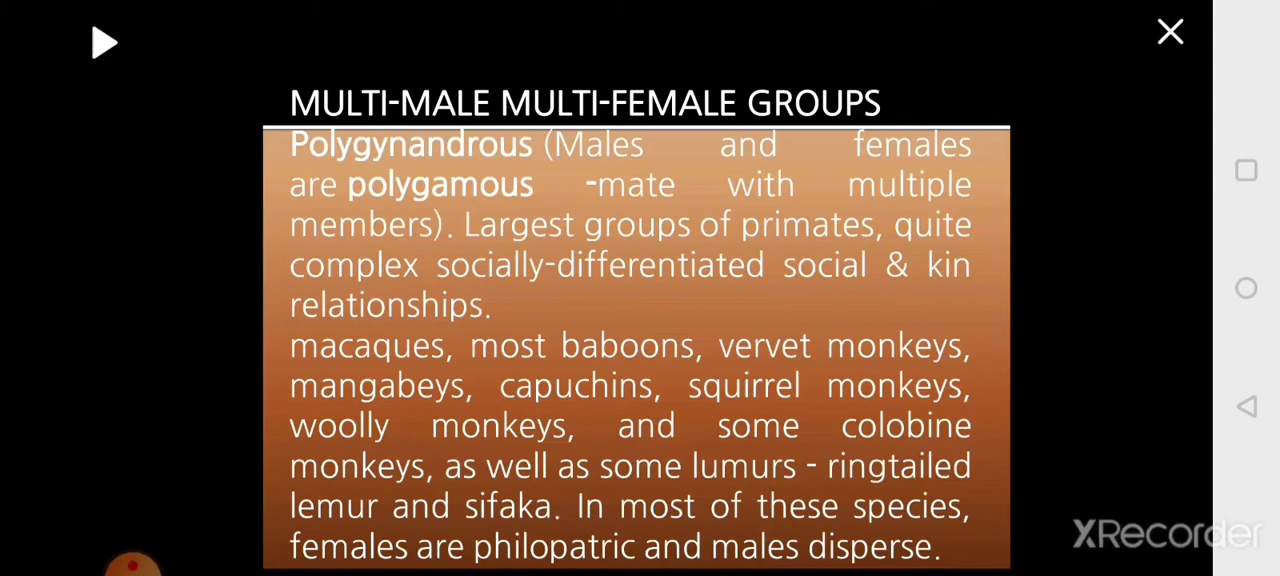 MULTI-MALE MULTI-FEMALE GROUPS
Polygynandrous (Males and females
are polygamous -mate with multiple
members). Largest groups of primates, quite
complex socially-differentiated social & kin
relationships.
macaques, most baboons, vervet monkeys,
mangabeys, capuchins, squirrel monkeys,
woolly monkeys, and some colobine
monkeys, as well as some lumurs - ringtailed
lemur and sifaka. In most of these species,
females are philopatric and males disperse.
XRecorder